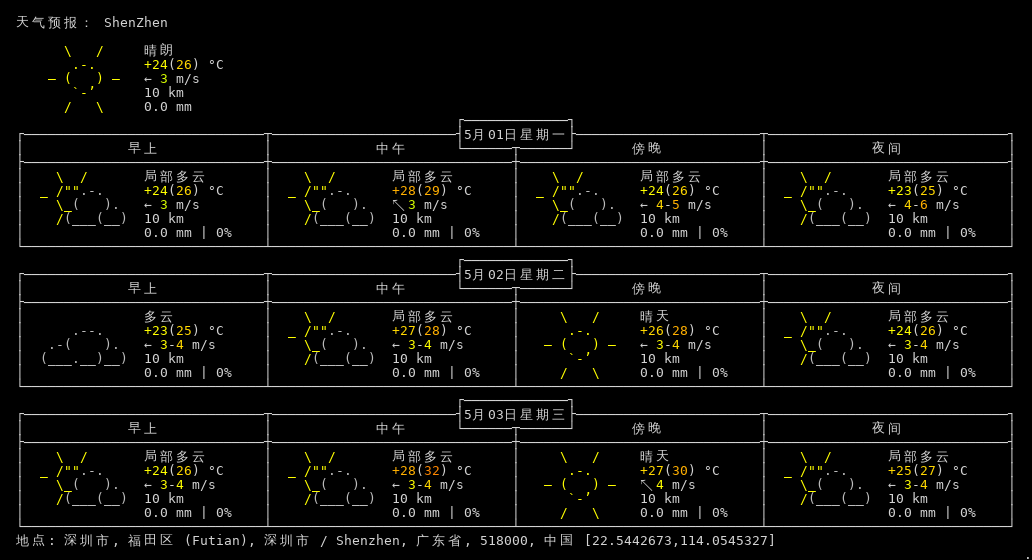 天气预报： ShenZhen
晴朗
+24(26) °C
← 3 m/s
10 km
0.0 mm
5月01日星期一
早上 中午 傍晚 夜间
局部多云 局部多云 局部多云 局部多云
+24(26) °C +28(29) °C +24(26) °C +23(25) °C
← 3 m/s ↖ 3 m/s ← 4-5 m/s ← 4-6 m/s
10 km 10 km 10 km 10 km
0.0 mm | 0% 0.0 mm | 0% 0.0 mm | 0% 0.0 mm | 0%
5月02日星期二
早上 中午 傍晚 夜间
多云 局部多云 晴天 局部多云
+23(25) °C +27(28) °C +26(28) °C +24(26) °C
← 3-4 m/s ← 3-4 m/s ← 3-4 m/s ← 3-4 m/s
10 km 10 km 10 km 10 km
0.0 mm | 0% 0.0 mm | 0% 0.0 mm | 0% 0.0 mm | 0%
5月03日星期三
早上 中午 傍晚 夜间
局部多云 局部多云 晴天 局部多云
+24(26) °C +28(32) °C +27(30) °C +25(27) °C
← 3-4 m/s ← 3-4 m/s ↖ 4 m/s ← 3-4 m/s
10 km 10 km 10 km 10 km
0.0 mm | 0% 0.0 mm | 0% 0.0 mm | 0% 0.0 mm | 0%
地点: 深圳市, 福田区 (Futian), 深圳市 / Shenzhen, 广东省, 518000, 中国 [22.5442673,114.0545327]